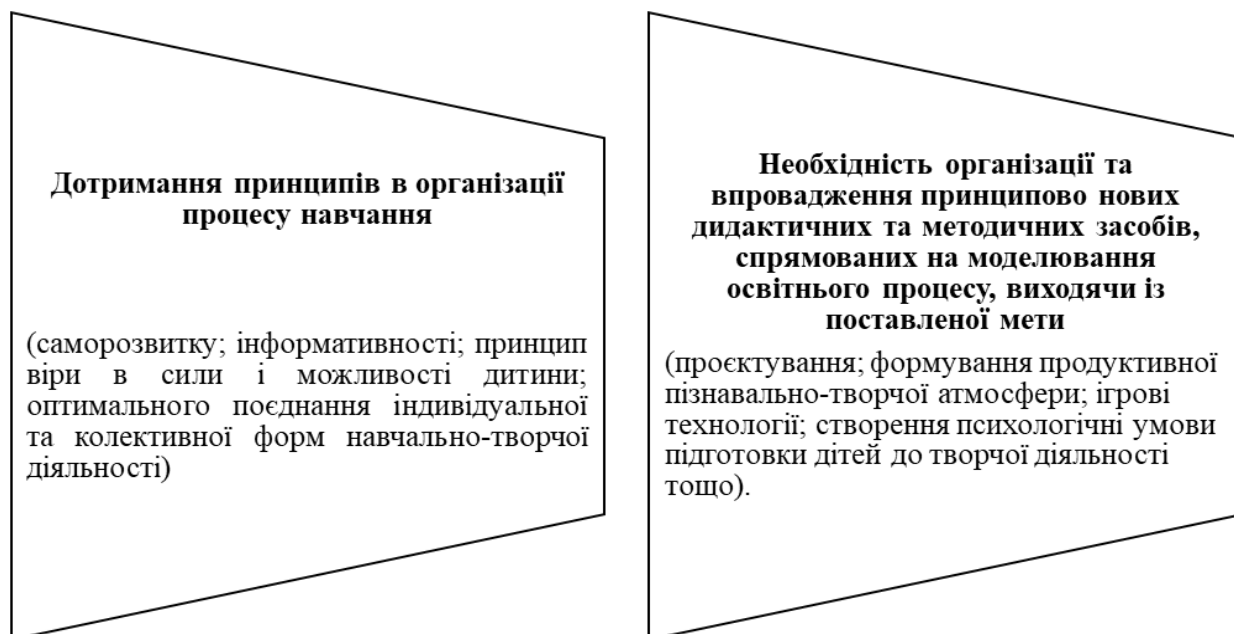 Дотримання принципів в організації
процесу навчання
(саморозвитку; інформативності; принцип
віри в сили і можливості дитини;
оптимального поєднання індивідуальної
та колективної форм навчально-творчої
діяльності)
Необхідність організації та
впровадження принципово нових
дидактичних та методичних засобів,
спрямованих на моделювання
освітнього процесу, виходячи із
поставленої мети
(проєктування; формування продуктивної
пізнавально-творчої атмосфери; ігрові
технології; створення психологічні умови
підготовки дітей до творчої діяльності
тощо).